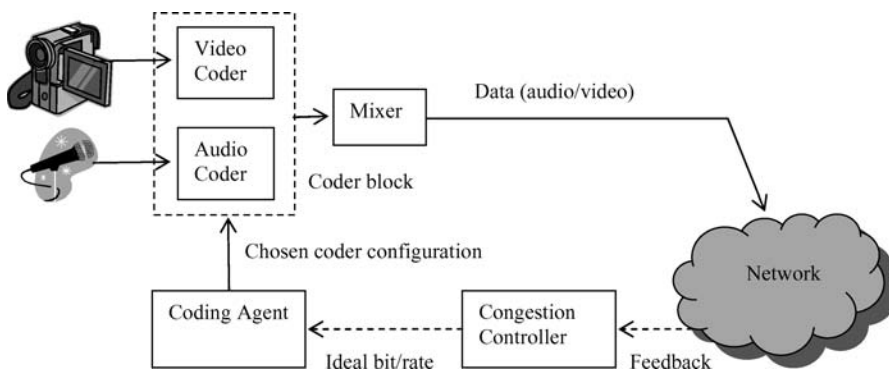 Video
Coder
Mixer
Data (audio/video)
Audio
Coder
Coder block
Chosen coder configuration
Network
Coding Agent
Congestion
Controller
Ideal bit/rate
Feedback